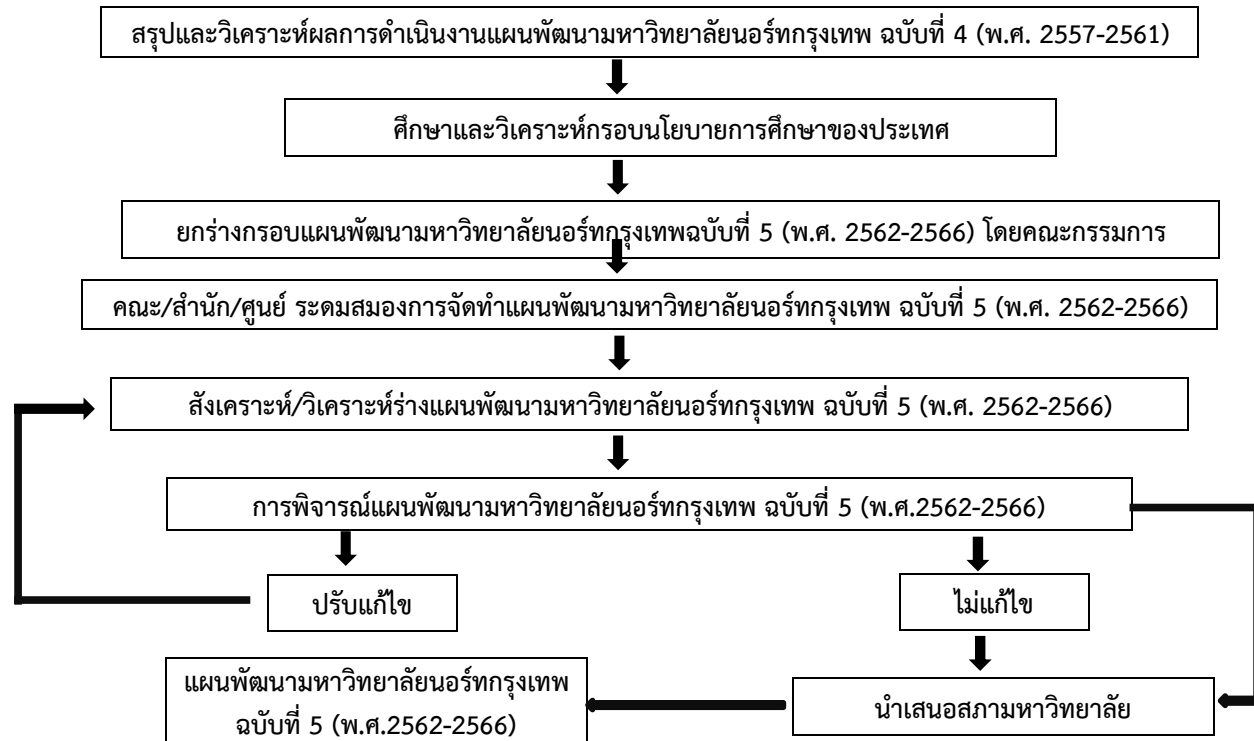 สรุปและวิเคราะห์ผลการดำเนินงานแผนพัฒนามหาวิทยาลัยนอร์ทกรุงเทพ ฉบับที่ 4 (พ.ศ. 2557-2561)
ศึกษาและวิเคราะห์กรอบนโยบายการศึกษาของประเทศ
ยกร่างกรอบแผนพัฒนามหาวิทยาลัยนอร์ทกรุงเทพฉบับที่ 5 (พ.ศ. 2562-2566) โดยคณะกรรมการ
คณะ/สำนัก/ศูนย์ ระดมสมองการจัดทำแผนพัฒนามหาวิทยาลัยนอร์ทกรุงเทพ ฉบับที่ 5 (พ.ศ. 2562-2566)
สังเคราะห์/วิเคราะห์ร่างแผนพัฒนามหาวิทยาลัยนอร์ทกรุงเทพ ฉบับที่ 5 (พ.ศ. 2562-2566)
การพิจารณ์แผนพัฒนามหาวิทยาลัยนอร์ทกรุงเทพ ฉบับที่ 5 (พ.ศ.2562-2566)
ปรับแก้ไข
ไม่แก้ไข
แผนพัฒนามหาวิทยาลัยนอร์ทกรุงเทพ
ฉบับที่ 5 (พ.ศ.2562-2566)
นำเสนอสภามหาวิทยาลัย